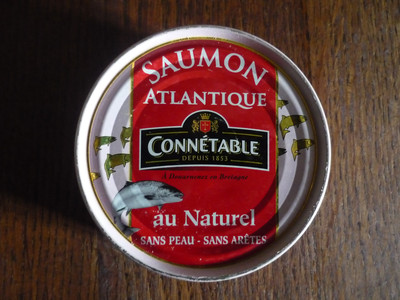 SAUMON
ATLANTIQUE
CONNÉTABLE
DEPUIS 1853
au Naturel
SANS PEAU - SANS ARÊTES